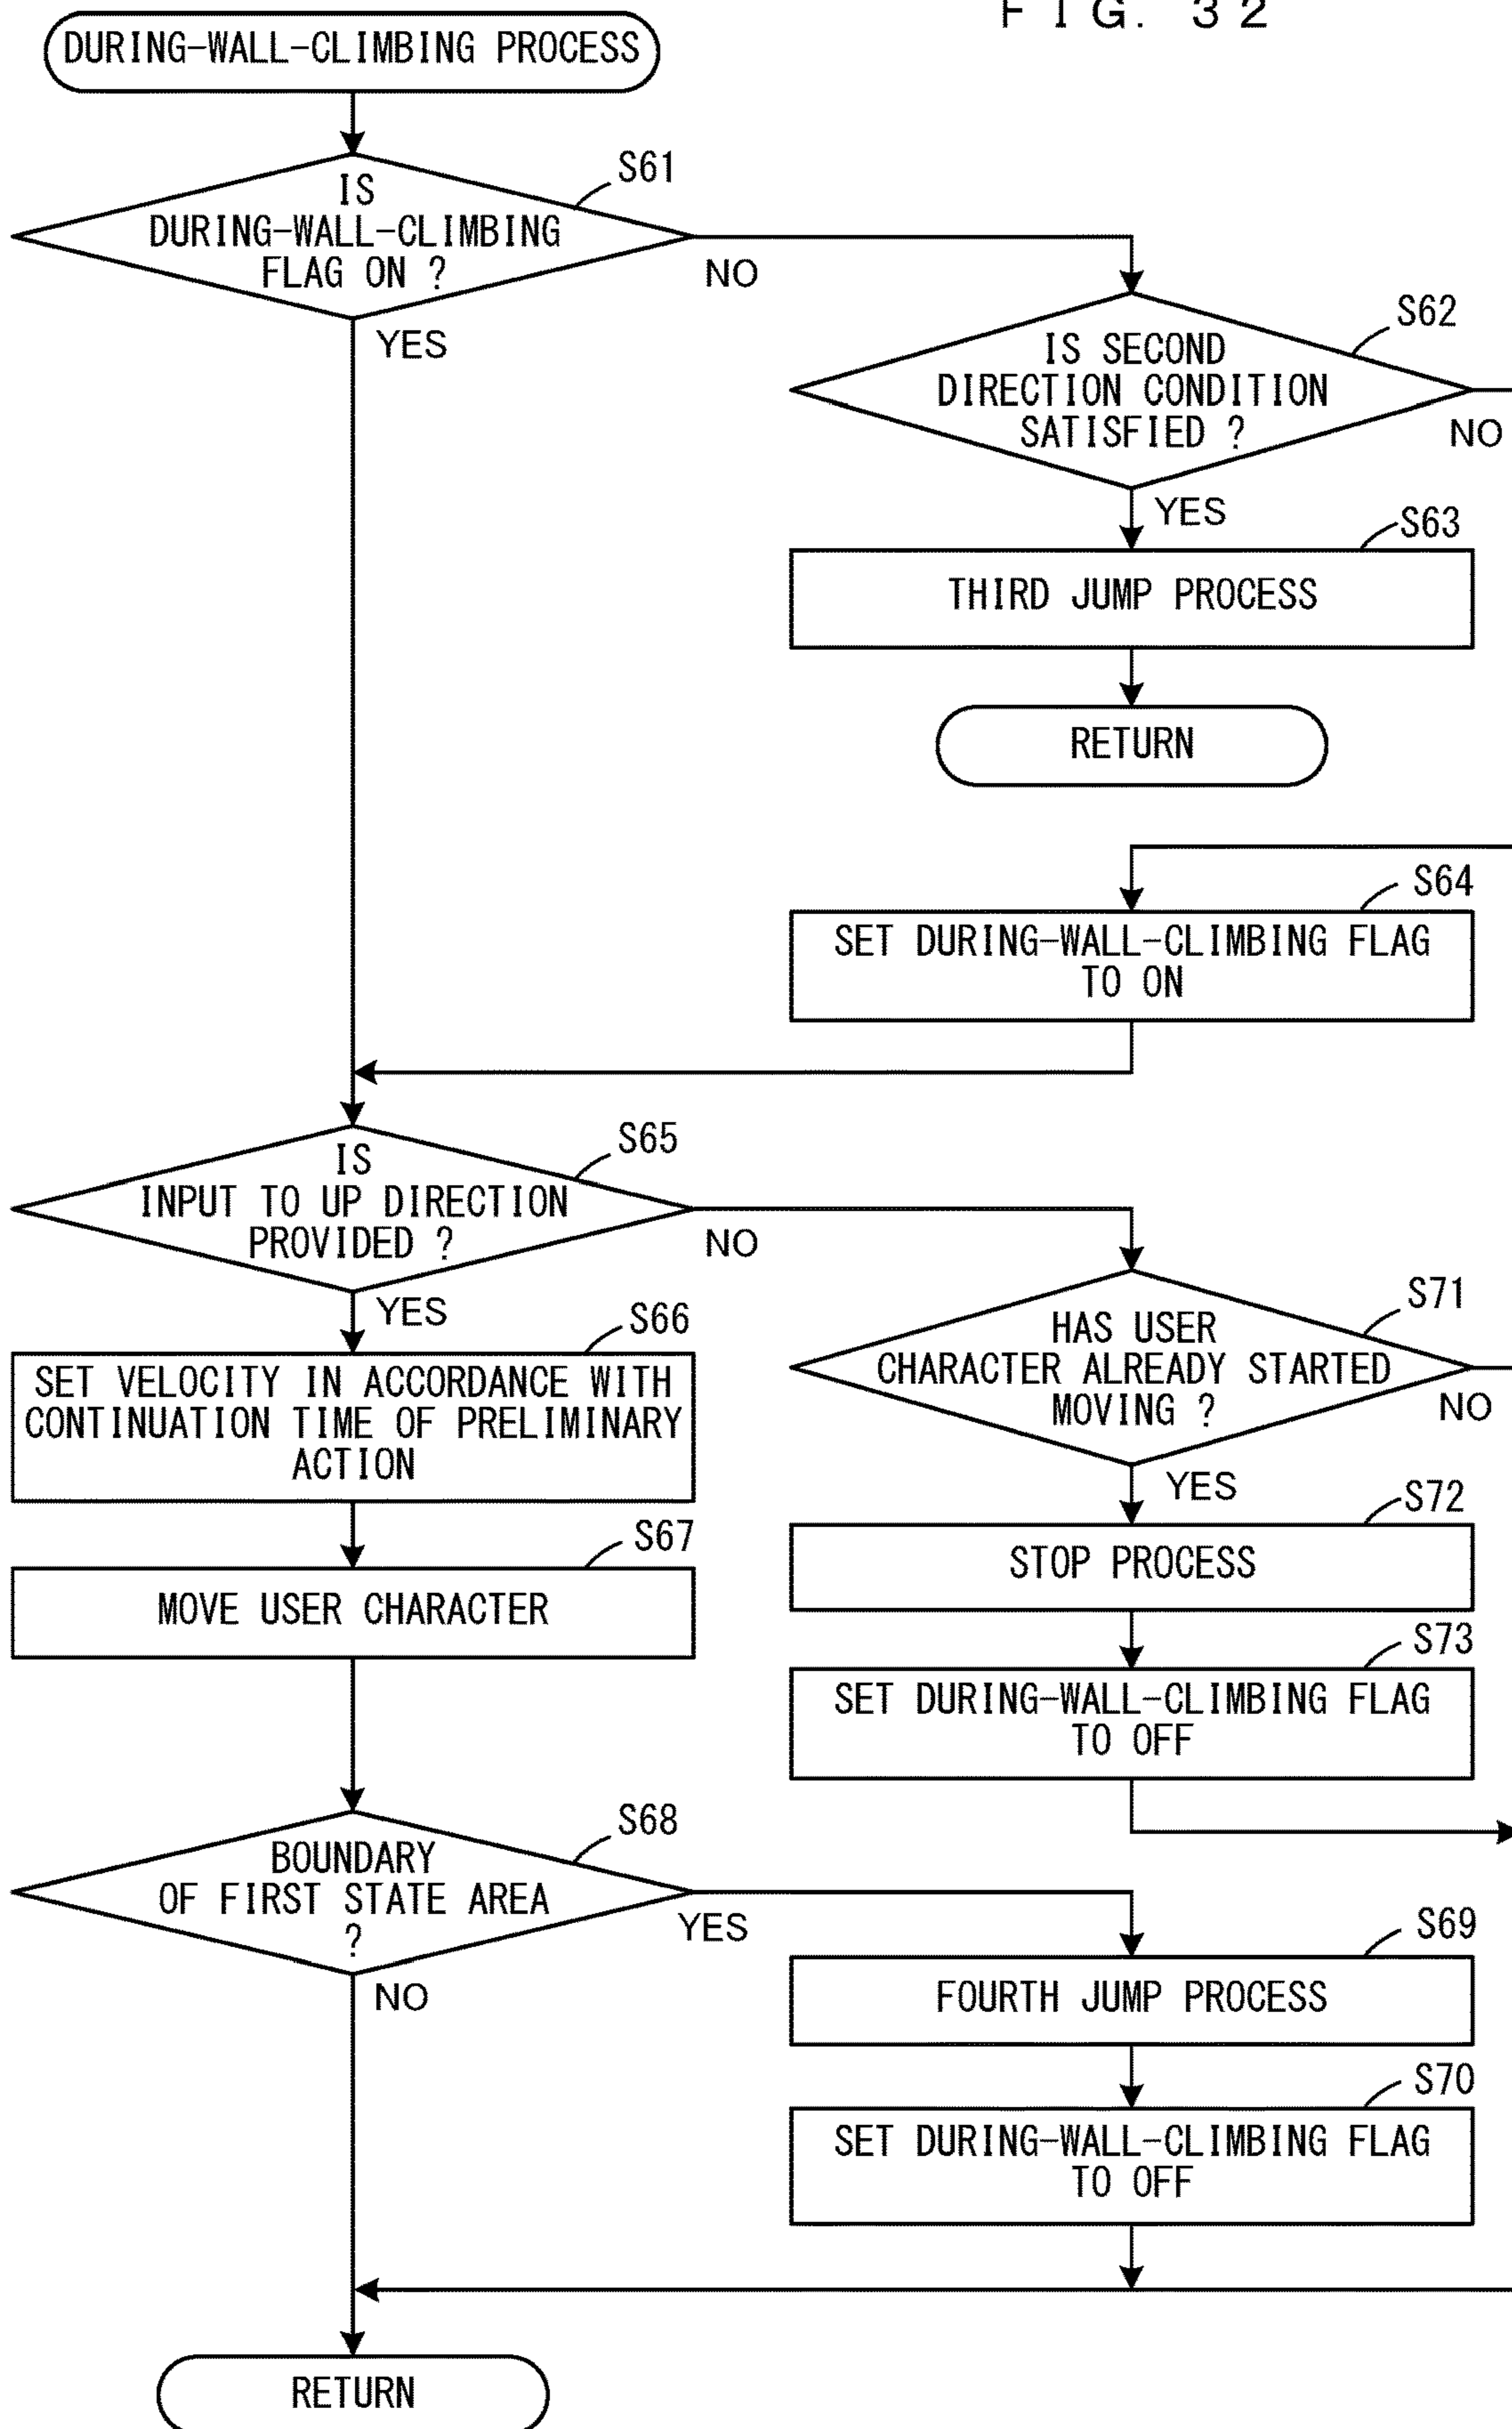 FIG. 32
DURING-WALL-CLIMBING PROCESS
S61
IS
DURING-WALL-CLIMBING
FLAG ON ?
NO
YES
S62
IS SECOND
DIRECTION CONDITION
SATISFIED ?
NO
YES
S63
THIRD JUMP PROCESS
RETURN
S64
SET DURING-WALL-CLIMBING FLAG
TO ON
S65
IS
INPUT TO UP DIRECTION
PROVIDED ?
NO
YES
S66
SET VELOCITY IN ACCORDANCE WITH
CONTINUATION TIME OF PRELIMINARY
ACTION
S67
MOVE USER CHARACTER
S71
HAS USER
CHARACTER ALREADY STARTED
MOVING ?
NO
YES
S72
STOP PROCESS
S73
SET DURING-WALL-CLIMBING FLAG
TO OFF
S68
BOUNDARY
OF FIRST STATE AREA
?
YES
NO
S69
FOURTH JUMP PROCESS
S70
SET DURING-WALL-CLIMBING FLAG
TO OFF
RETURN